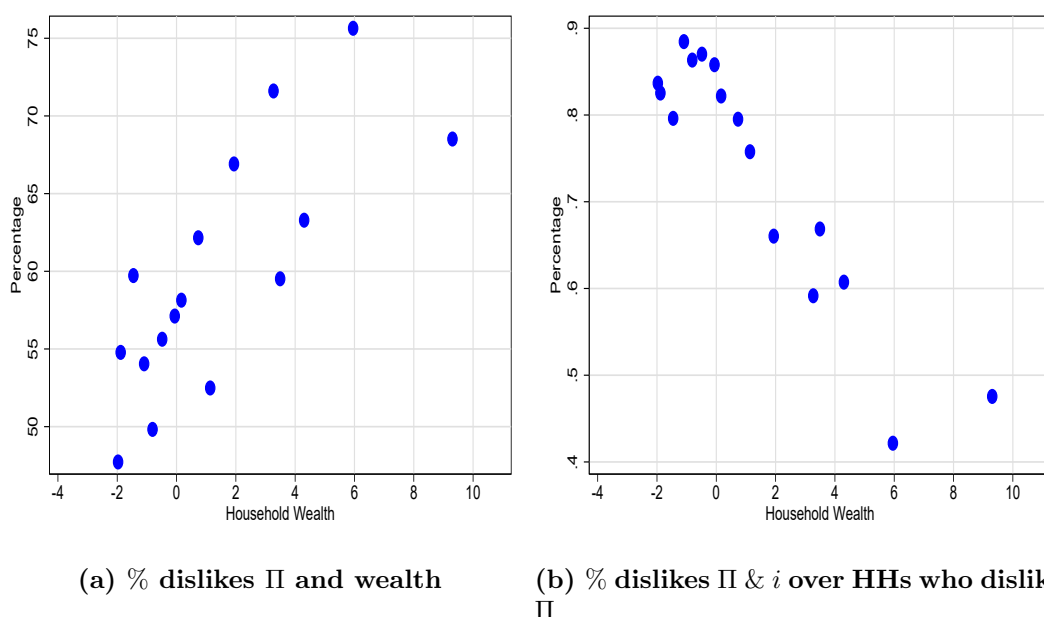 75
70
65
60
55
50
Percentage
-4 -2 0 2 4 6 8 10
Household Wealth
.9
.8
.7
.6
.5
.4
Percentage
-4 -2 0 2 4 6 8 10
Household Wealth
(a) % dislikes Π and wealth
(b) % dislikes Π & i over HHs who dislik
Π